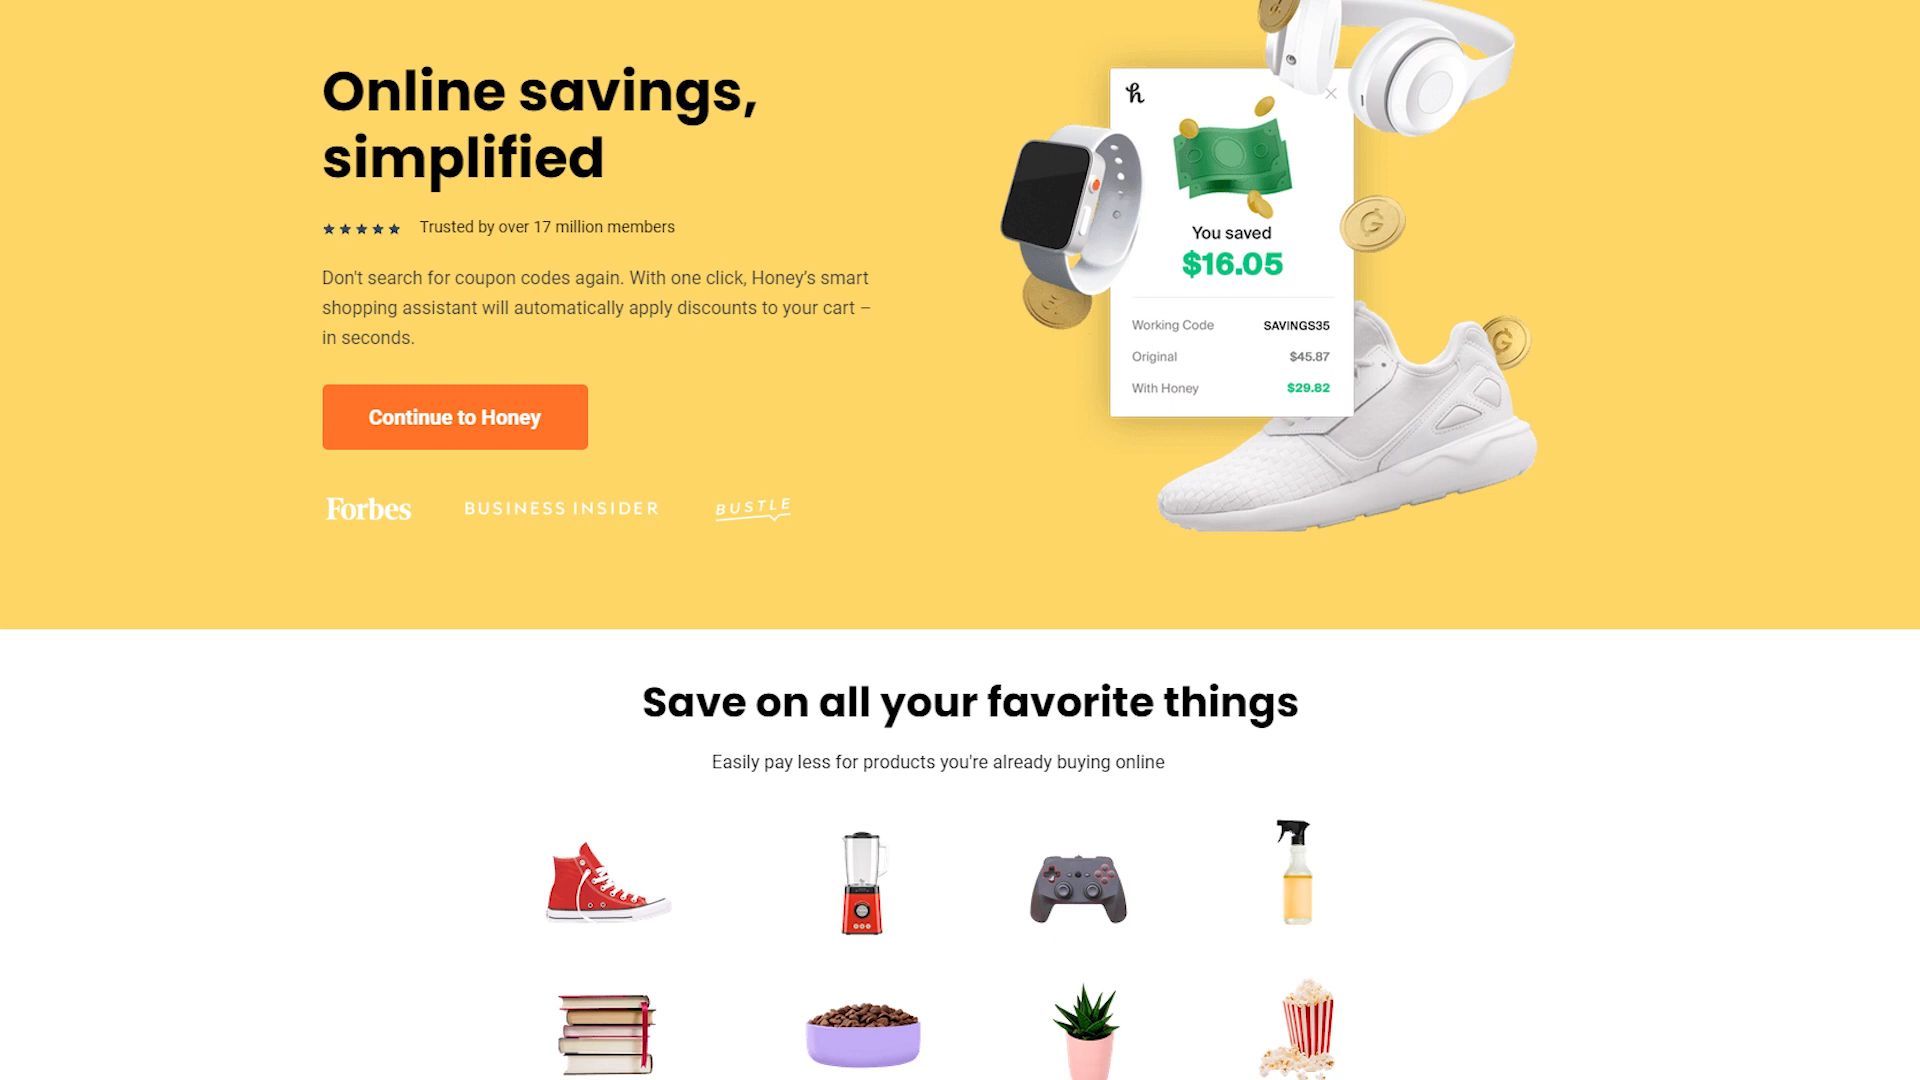 Online savings,
simplified
Trusted by over 17 million members
Don't search for coupon codes again. With one click, Honey’s smart
shopping assistant will automatically apply discounts to your cart –
in seconds.
Continue to Honey
Forbes
BUSINESS INSIDER
BUSTLE
h
You saved
$16.05
Working Code SAVINGS35
Original $45.87
With Honey $29.82
G
G
Save on all your favorite things
Easily pay less for products you're already buying online